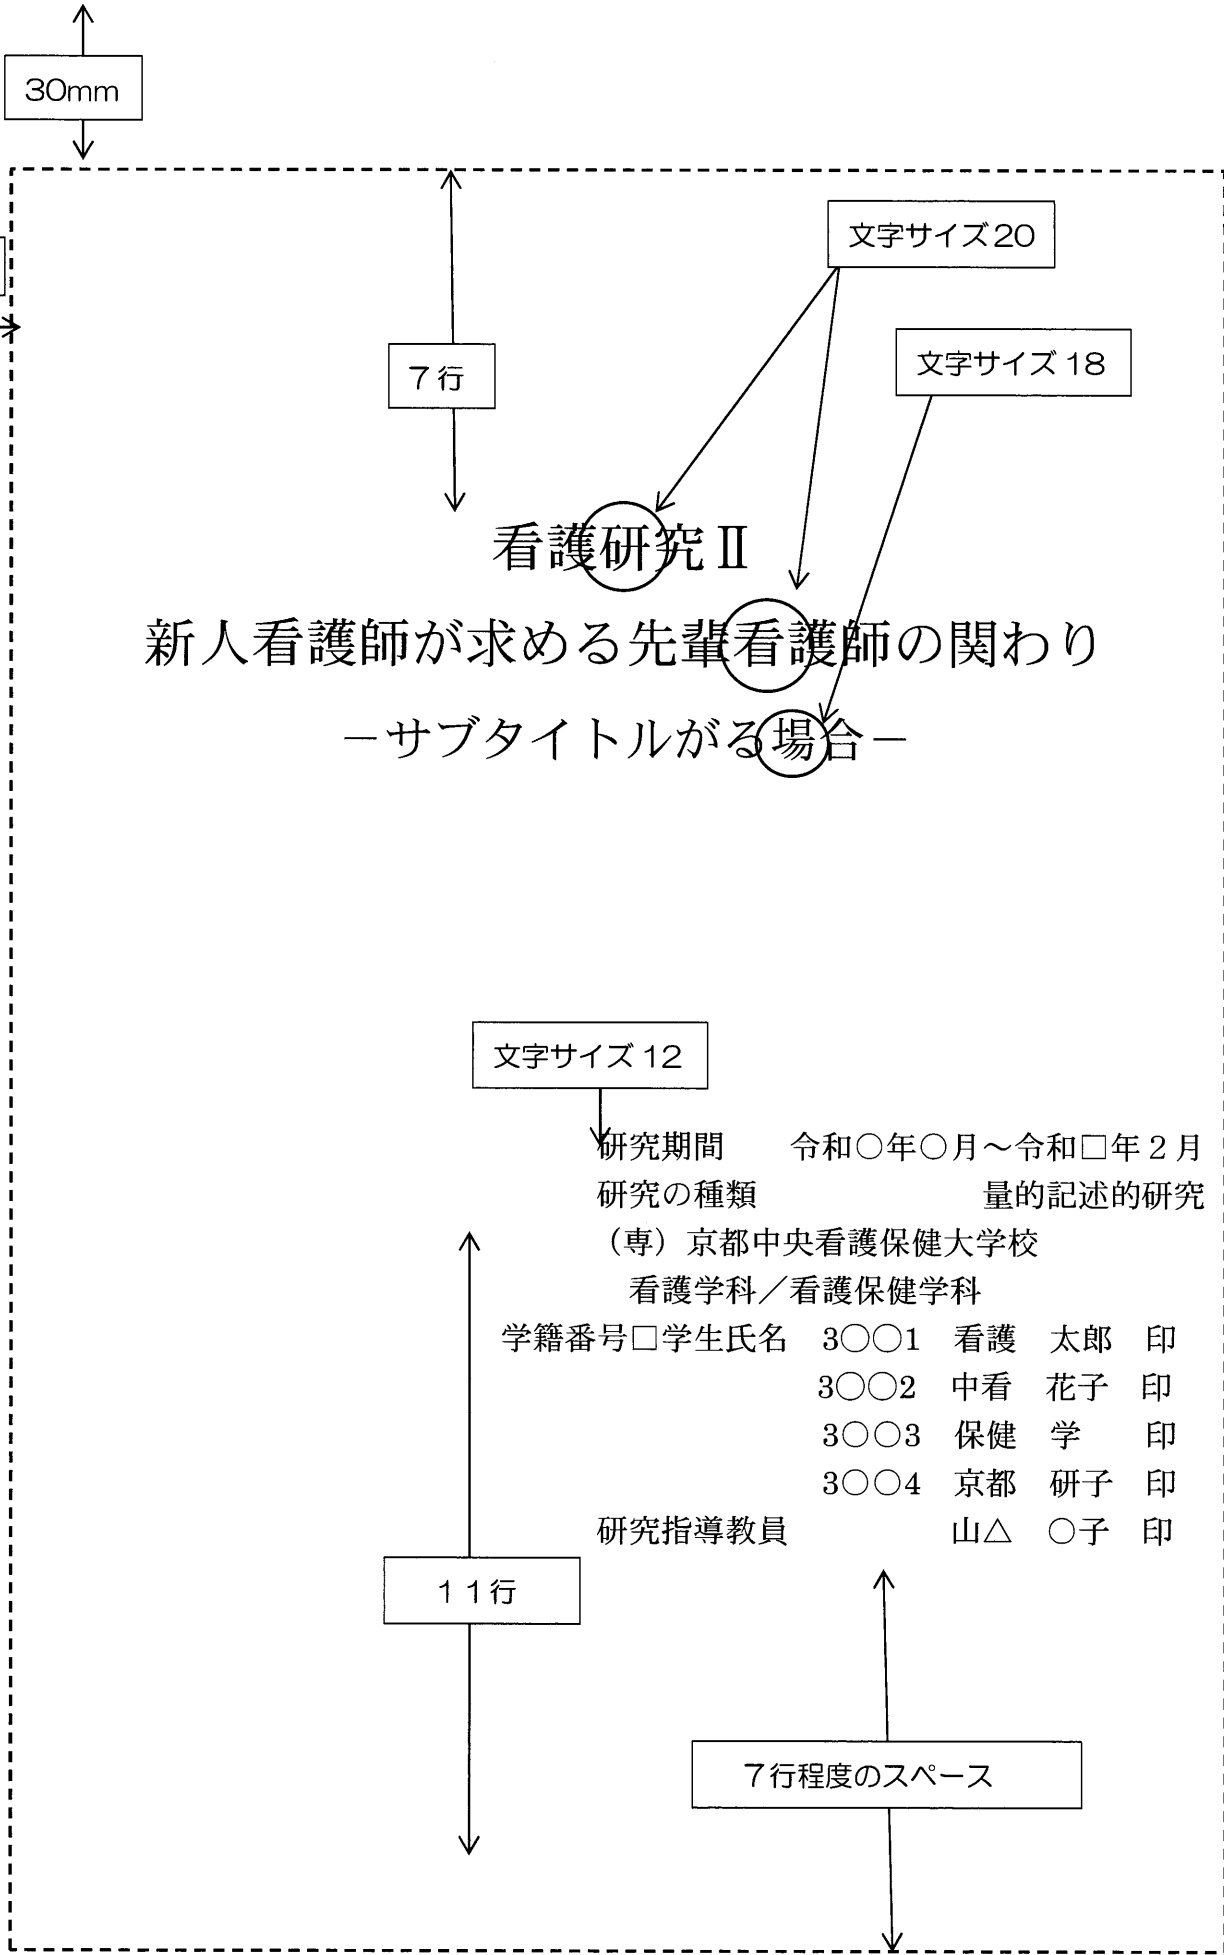 30mm
文字サイズ20
文字サイズ18
7行
看護研究Ⅱ
新人看護師が求める先輩看護師の関わり
－サブタイトルがる場合－
文字サイズ12
研究期間　　令和○年○月～令和□年２月
研究の種類　　　　　　　量的記述的研究
（専）京都中央看護保健大学校
看護学科／看護保健学科
学籍番号□学生氏名　3○○1　看護　太郎　印
3○○2　中看　花子　印
3○○3　保健　学　　印
3○○4　京都　研子　印
研究指導教員　　　　　山△　○子　印
１１行
7行程度のスペース